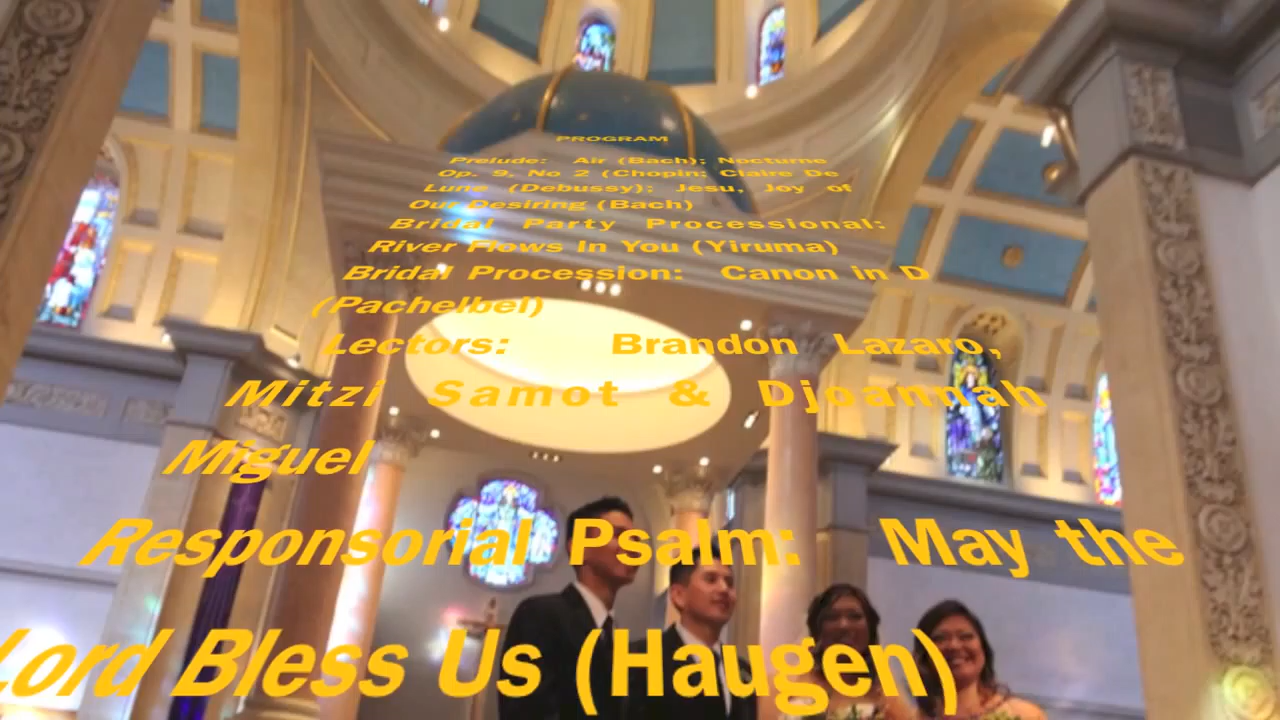 PROGRAM
Prelude: Air (Bach); Nocturne
Op. 9, No 2 (Chopin; Claire De
Lune (Debussy); Jesu, Joy of
Our Desiring (Bach)
Bridal Party Processional:
River Flows In You (Yiruma)
Bridal Procession: Canon in D
(Pachelbel)
Lectors: Brandon Lazaro,
Mitzi Samot & Djoannah
Miguel
Responsorial Psalm: May the
Lord Bless Us (Haugen)